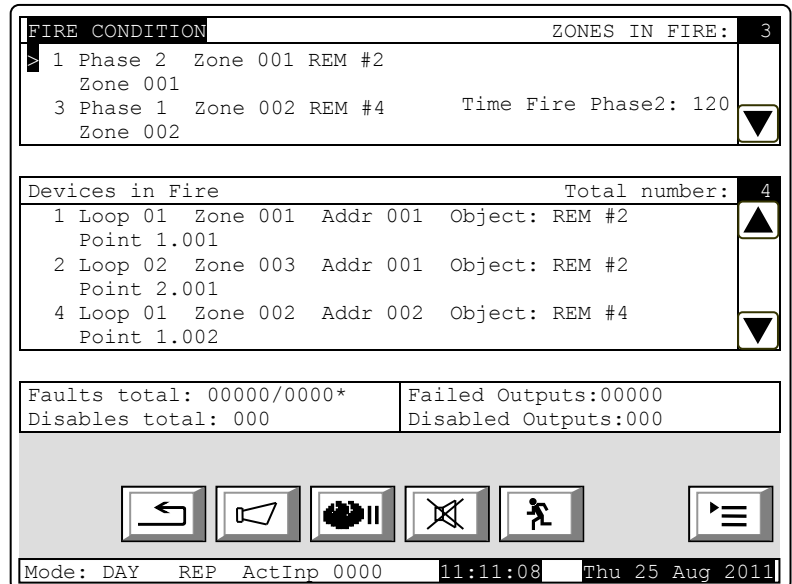 FIRE CONDITION ZONES IN FIRE: 3
> 1 Phase 2 Zone 001 REM #2
Zone 001
3 Phase 1 Zone 002 REM #4 Time Fire Phase2: 120
Zone 002
Devices in Fire Total number: 4
1 Loop 01 Zone 001 Addr 001 Object: REM #2
Point 1.001
2 Loop 02 Zone 003 Addr 001 Object: REM #2
Point 2.001
4 Loop 01 Zone 002 Addr 002 Object: REM #4
Point 1.002
Faults total: 00000/0000* Failed Outputs:00000
Disables total: 000 Disabled Outputs:000
Mode: DAY REP ActInp 0000 11:11:08 Thu 25 Aug 2011